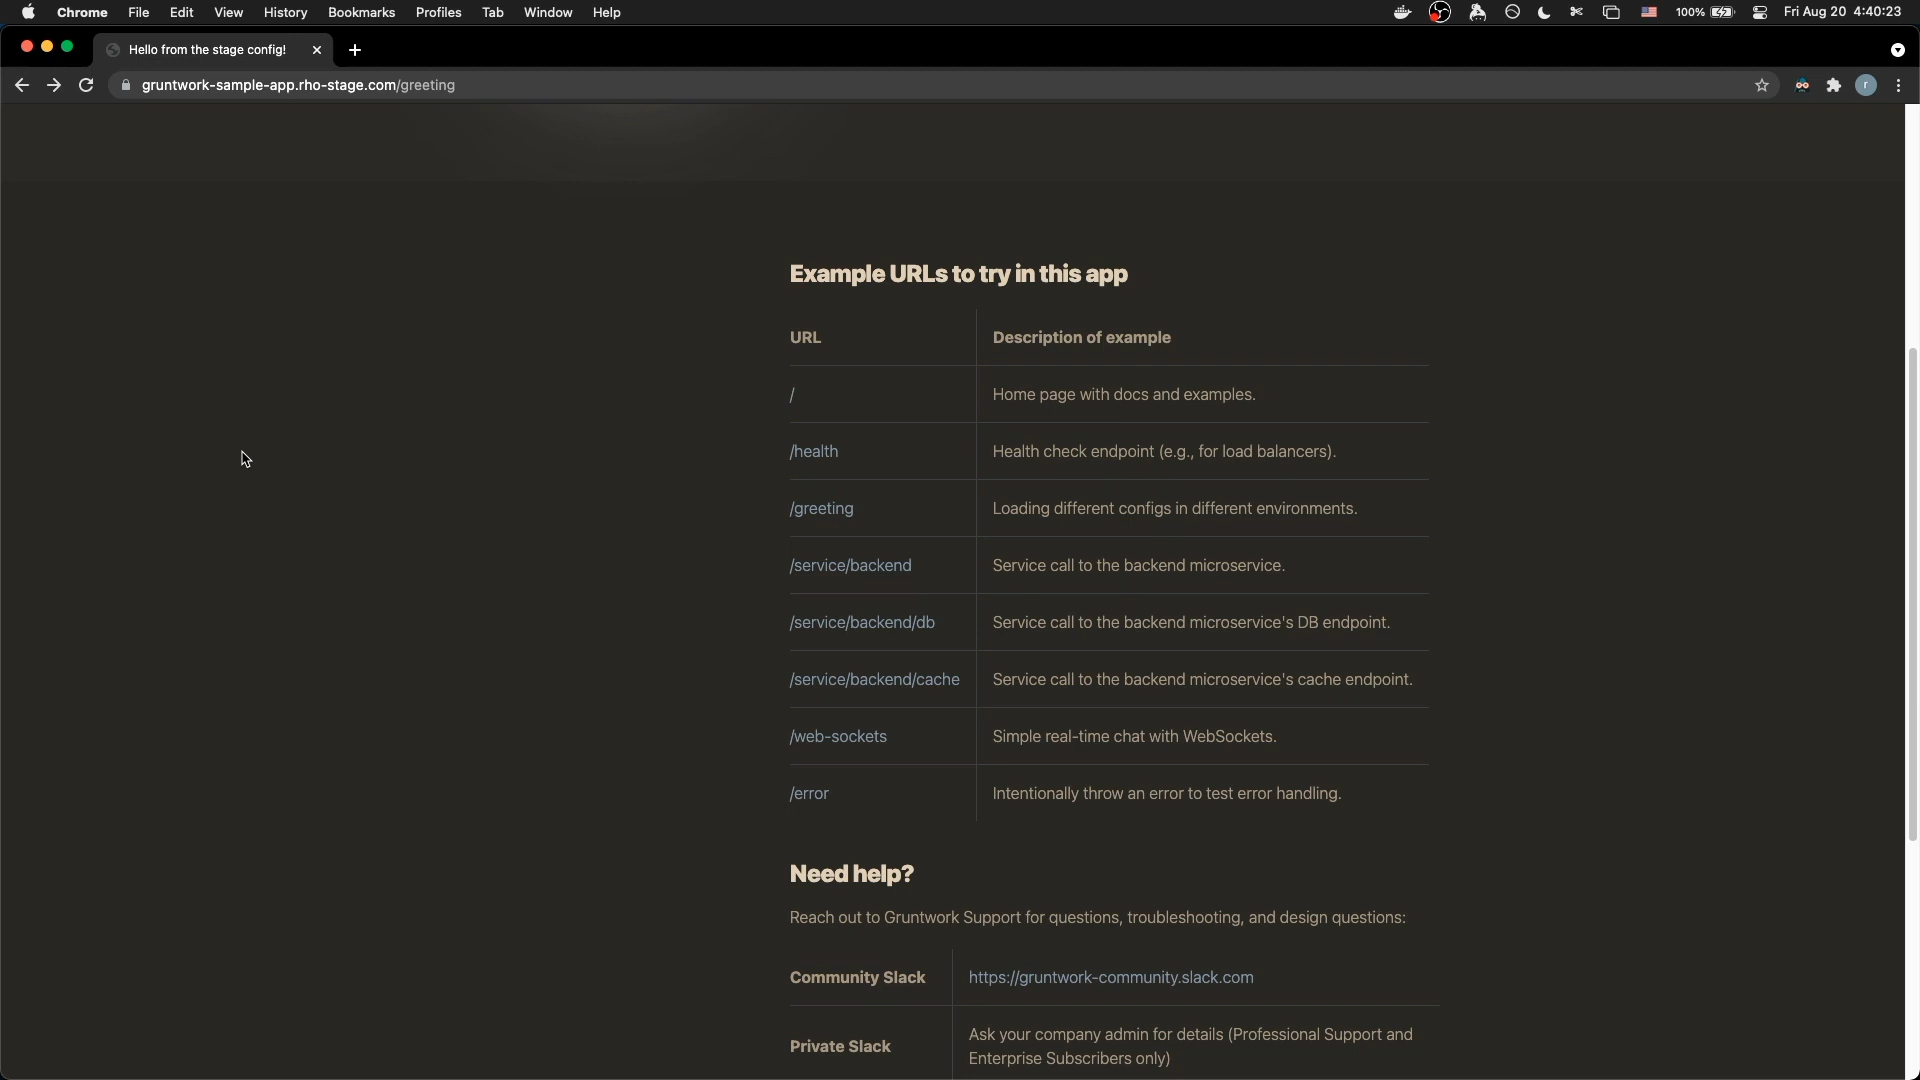 Chrome File Edit View History Bookmarks Profiles Tab Window Help 100% Fri Aug 20 4:40:23
Hello from the stage config!
gruntwork-sample-app.rho-stage.com/greeting r
Example URLs to try in this app
URL Description of example
/ Home page with docs and examples.
/health Health check endpoint (e.g., for load balancers).
/greeting Loading different configs in different environments.
/service/backend Service call to the backend microservice.
/service/backend/db Service call to the backend microservice's DB endpoint.
/service/backend/cache Service call to the backend microservice's cache endpoint.
/web-sockets Simple real-time chat with WebSockets.
/error Intentionally throw an error to test error handling.
Need help?
Reach out to Gruntwork Support for questions, troubleshooting, and design questions:
Community Slack https://gruntwork-community.slack.com
Private Slack Ask your company admin for details (Professional Support and
Enterprise Subscribers only)